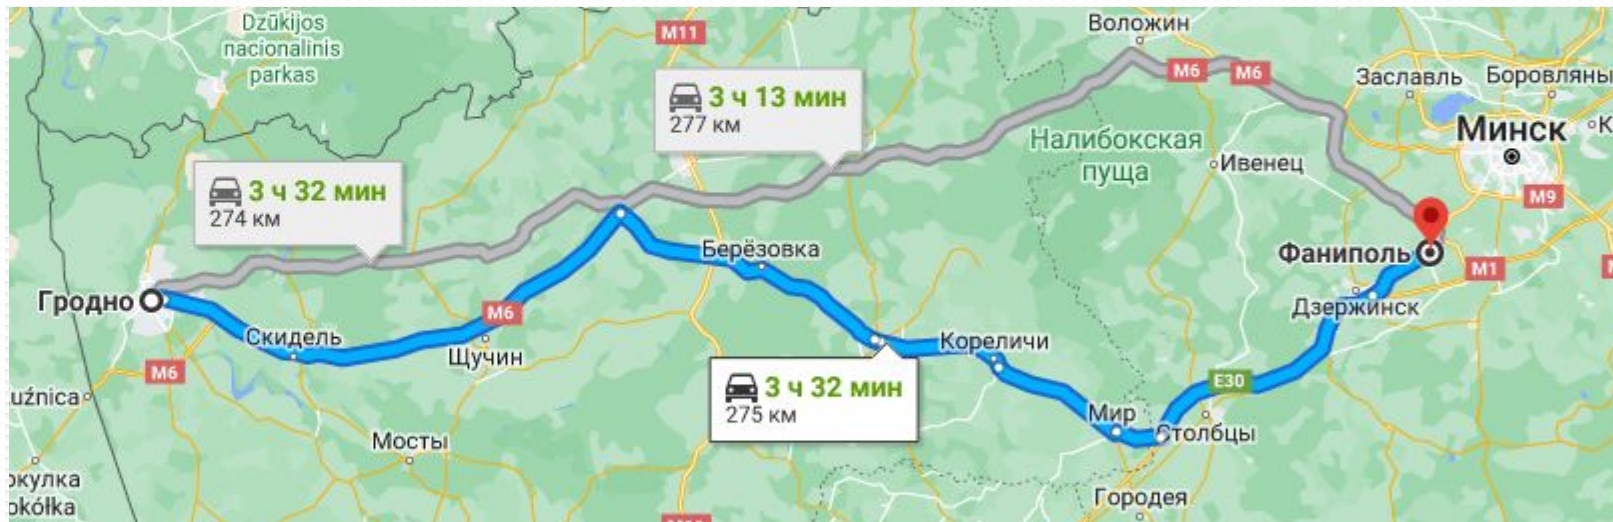 Dzūkijos
nacionalinis
parkas
M11
Воложин
M6
M6
Заславль
Боровляны
3 ч 13 мин
277 км
Минск
Налибокская
пуща
Ивенец
3 ч 32 мин
274 км
M9
Берёзовка
Фаниполь
M1
Гродно
M6
Скидель
Щучин
Дзержинск
Кореличи
M6
3 ч 32 мин
275 км
E30
Мир
Столбцы
Мосты
Городея